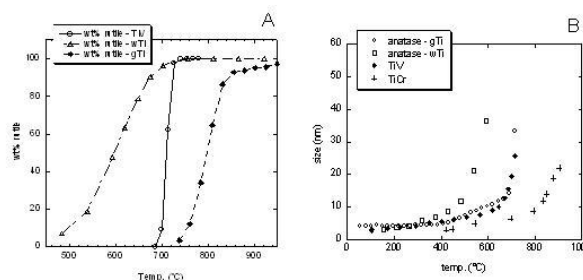 A
wt% rutile - TiV
wt% rutile - wTi
wt% rutile - gTi
100
80
60
40
20
0
wt% rutile
500 600 700 800 900
Temp. (ºC)
B
anatase - gTi
anatase - wTi
TiV
TiCr
60
50
40
30
20
10
0
size (nm)
0 200 400 600 800 1000
temp. (ºC)